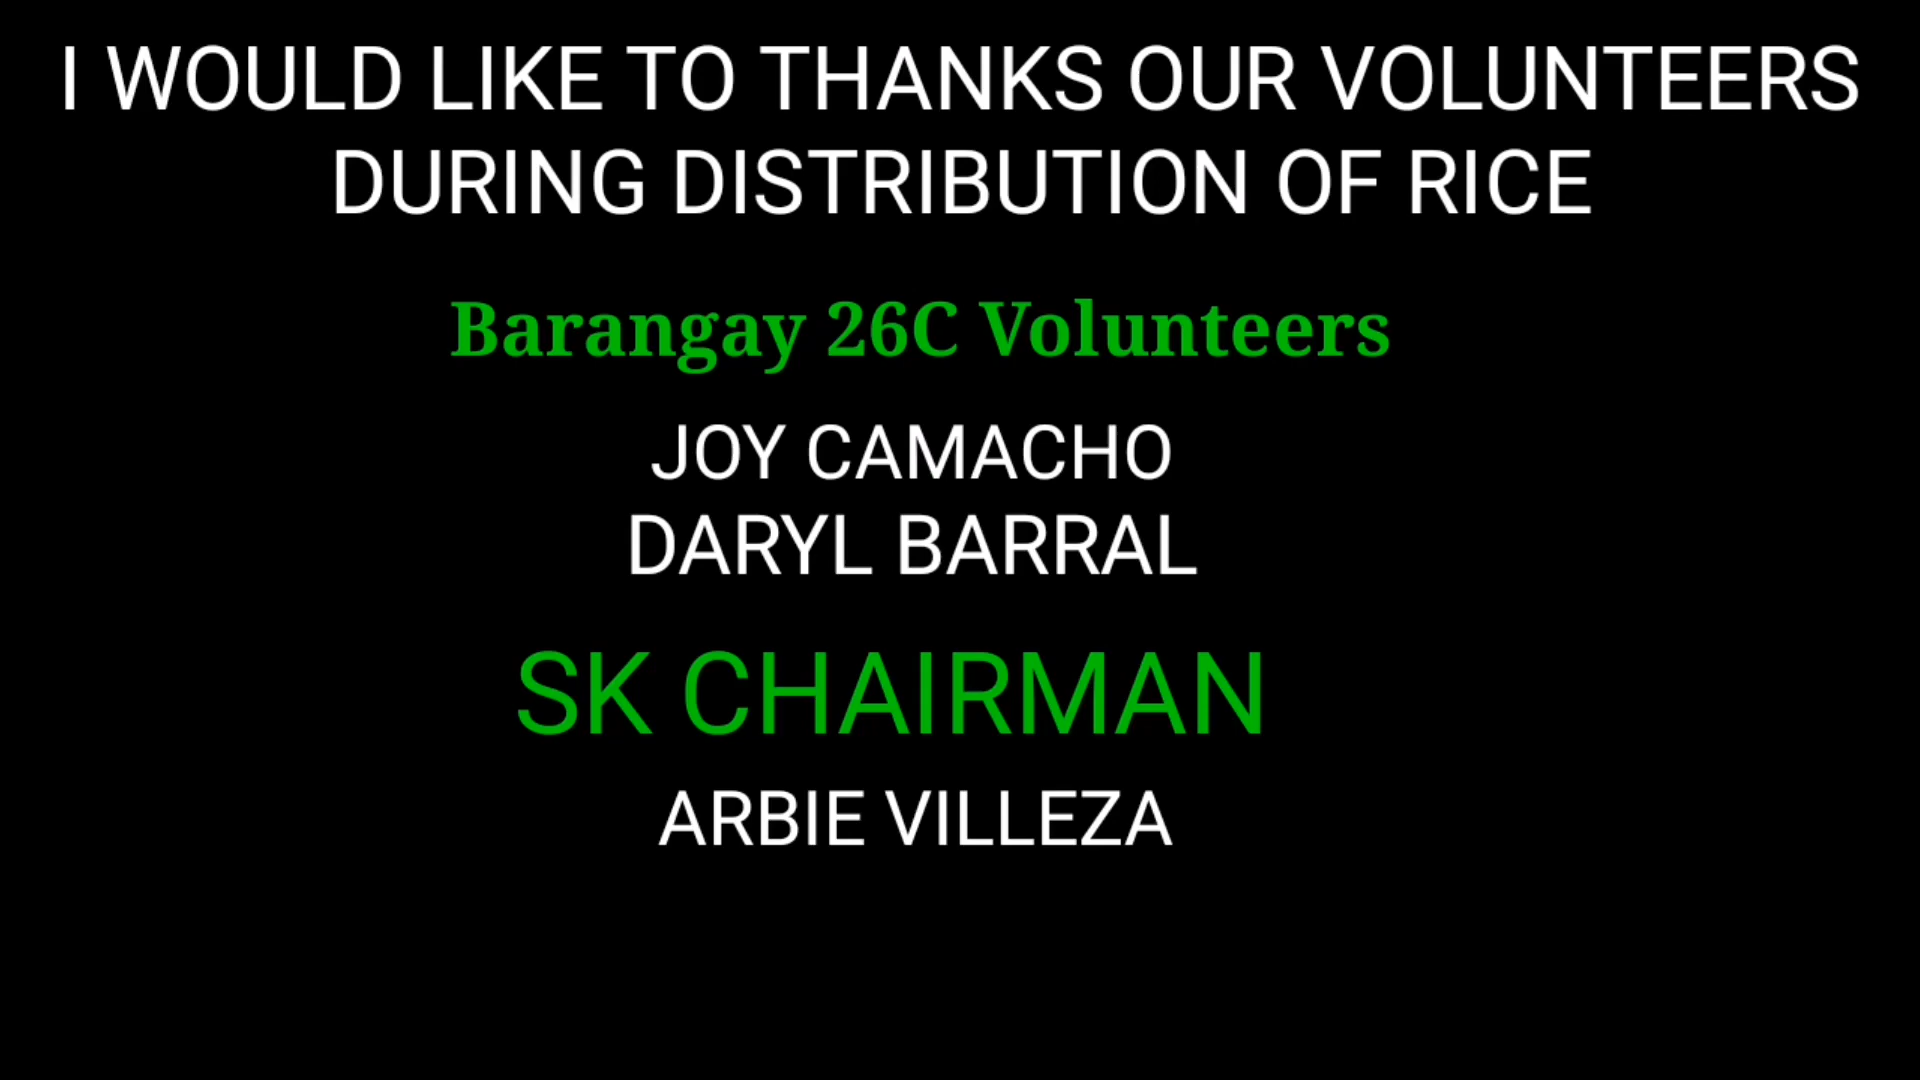 I WOULD LIKE TO THANKS OUR VOLUNTEERS
DURING DISTRIBUTION OF RICE
Barangay 26C Volunteers
JOY CAMACHO
DARYL BARRAL
SK CHAIRMAN
ARBIE VILLEZA